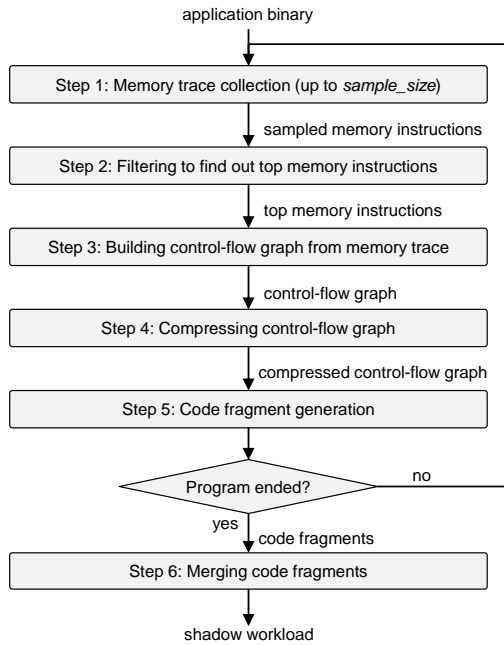 application binary
Step 1: Memory trace collection (up to sample_size)
sampled memory instructions
Step 2: Filtering to find out top memory instructions
top memory instructions
Step 3: Building control-flow graph from memory trace
control-flow graph
Step 4: Compressing control-flow graph
compressed control-flow graph
Step 5: Code fragment generation
Program ended?
no
yes
code fragments
Step 6: Merging code fragments
shadow workload